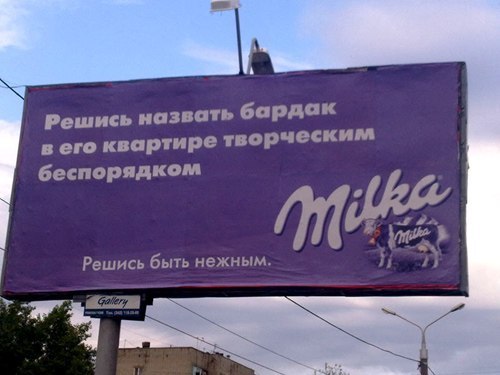 Решись назвать бардак
в его квартире творческим
беспорядком
Milka
Milka
Решись быть нежным.
Gallery